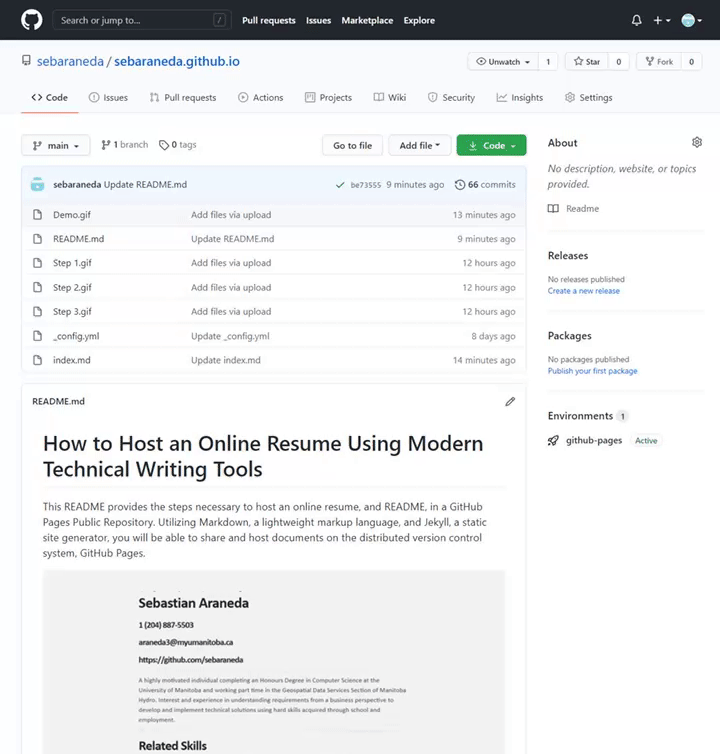 Search or jump to... / Pull requests Issues Marketplace Explore
sebaraneda / sebaraneda.github.io Unwatch 1 Star 0 Fork 0
Code Issues Pull requests Actions Projects Wiki Security Insights Settings
main 1 branch 0 tags Go to file Add file Code
sebaraneda Update README.md be73555 9 minutes ago 66 commits
Demo.gif Add files via upload 13 minutes ago
README.md Update README.md 9 minutes ago
Step 1.gif Add files via upload 12 hours ago
Step 2.gif Add files via upload 12 hours ago
Step 3.gif Add files via upload 12 hours ago
_config.yml Update _config.yml 8 days ago
index.md Update index.md 14 minutes ago
README.md
How to Host an Online Resume Using Modern
Technical Writing Tools
This README provides the steps necessary to host an online resume, and README, in a GitHub
Pages Public Repository. Utilizing Markdown, a lightweight markup language, and Jekyll, a static
site generator, you will be able to share and host documents on the distributed version control
system, GitHub Pages.
Sebastian Araneda
1 (204) 887-5503
araneda3@myumanitoba.ca
https://github.com/sebaraneda
A highly motivated individual completing an Honours Degree in Computer Science at the
University of Manitoba and working part time in the Geospatial Data Services Section of Manitoba
Hydro. Interest and experience in understanding requirements from a business perspective to
develop and implement technical solutions using hard skills acquired through school and
employment.
Related Skills
About
No description, website, or topics
provided.
Readme
Releases
No releases published
Create a new release
Packages
No packages published
Publish your first package
Environments 1
github-pages Active